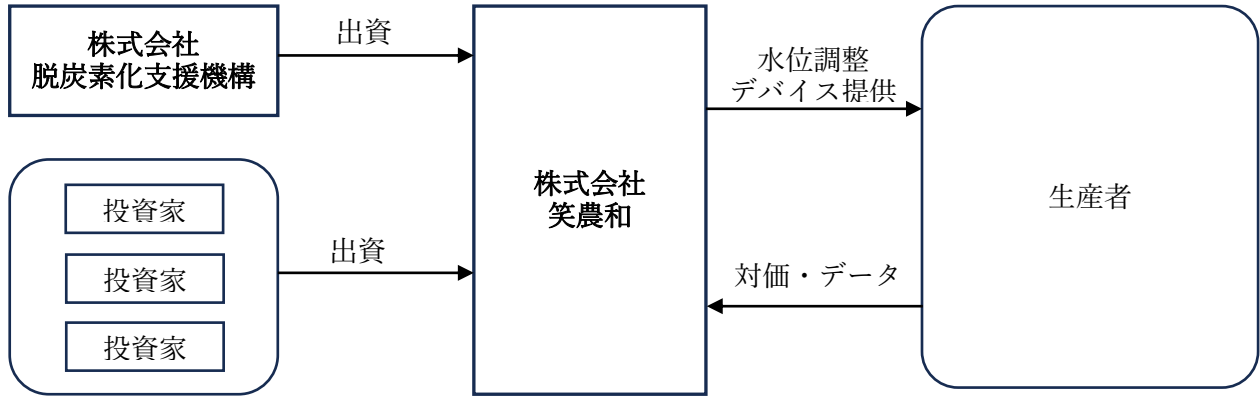 株式会社
脱炭素化支援機構
出資
投資家
投資家
投資家
出資
株式会社
笑農和
水位調整
デバイス提供
対価・データ
生産者